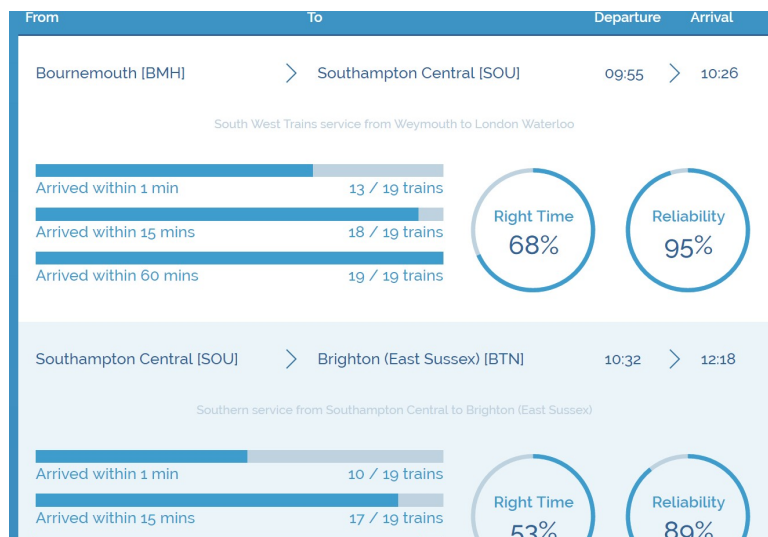 From To Departure Arrival
Bournemouth [BMH] Southampton Central [SOU] 09:55 10:26
South West Trains service from Weymouth to London Waterloo
Arrived within 1 min 13 / 19 trains
Arrived within 15 mins 18 / 19 trains
Arrived within 60 mins 19 / 19 trains
Right Time
68%
Reliability
95%
Southampton Central [SOU] Brighton (East Sussex) [BTN] 10:32 12:18
Southern service from Southampton Central to Brighton (East Sussex)
Arrived within 1 min 10 / 19 trains
Arrived within 15 mins 17 / 19 trains
Right Time
53%
Reliability
89%